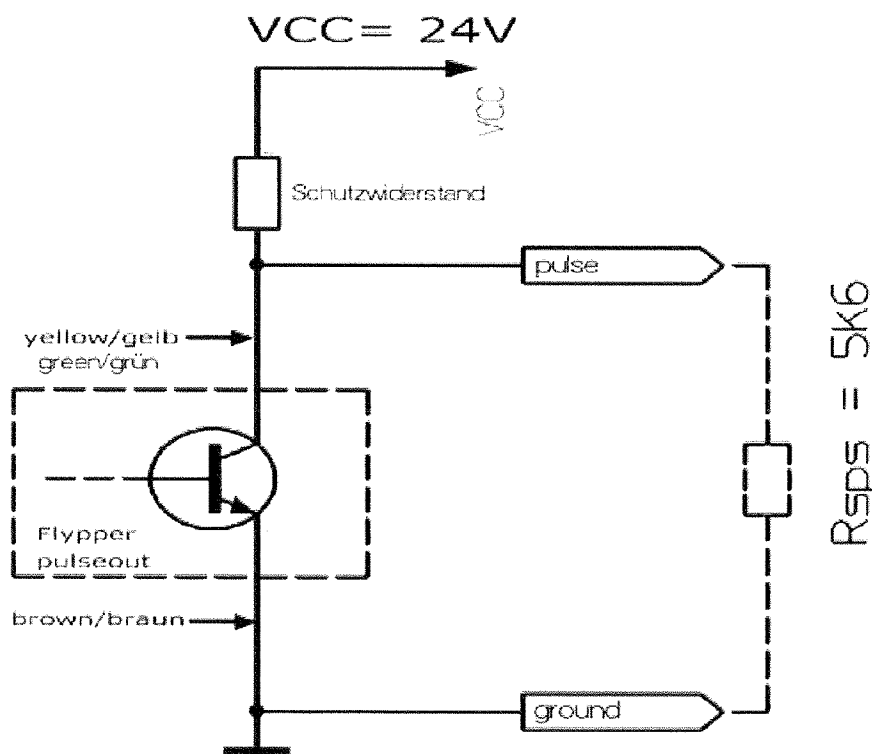 VCC= 24V
VCC
Schutzwiderstand
pulse
yellow/gelb
green/grün
Rsps = 5k6
Flypper
pulseout
brown/braun
ground